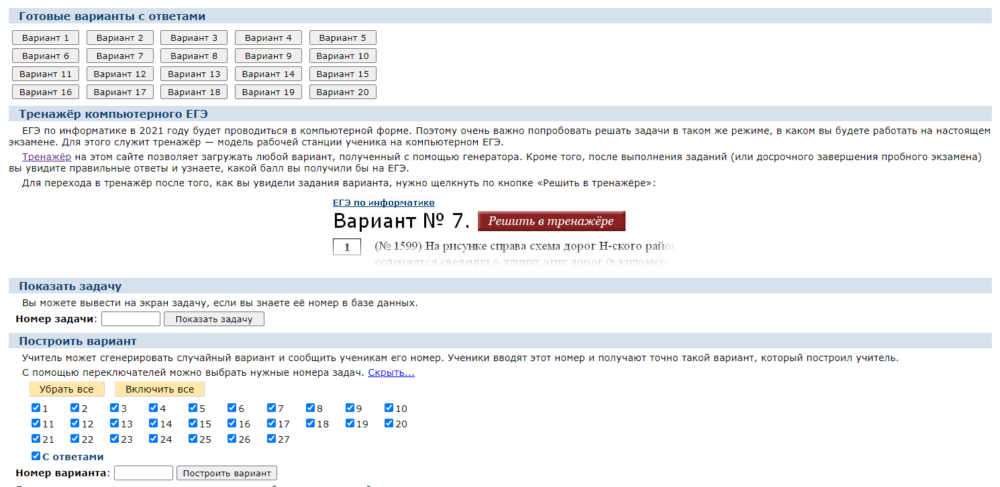 Готовые варианты с ответами
Вариант 1 Вариант 2 Вариант 3 Вариант 4 Вариант 5
Вариант 6 Вариант 7 Вариант 8 Вариант 9 Вариант 10
Вариант 11 Вариант 12 Вариант 13 Вариант 14 Вариант 15
Вариант 16 Вариант 17 Вариант 18 Вариант 19 Вариант 20
Тренажёр компьютерного ЕГЭ
ЕГЭ по информатике в 2021 году будет проводиться в компьютерной форме. Поэтому очень важно попробовать решать задачи в таком же режиме, в каком вы будете работать на настоящем
экзамене. Для этого служит тренажёр — модель рабочей станции ученика на компьютерном ЕГЭ.
Тренажёр на этом сайте позволяет загружать любой вариант, полученный с помощью генератора. Кроме того, после выполнения заданий (или досрочного завершения пробного экзамена)
вы увидите правильные ответы и узнаете, какой балл вы получили бы на ЕГЭ.
Для перехода в тренажёр после того, как вы увидели задания варианта, нужно щелкнуть по кнопке «Решить в тренажёре»:
ЕГЭ по информатике
Вариант № 7. Решить в тренажёре
1 (№ 1599) На рисунке справа схема дорог Н-ского
содержатся сведения о длинах этих дорог (в
Показать задачу
Вы можете вывести на экран задачу, если вы знаете её номер в базе данных.
Номер задачи: Показать задачу
Построить вариант
Учитель может сгенерировать случайный вариант и сообщить ученикам его номер. Ученики вводят этот номер и получают точно такой вариант, который построил учитель.
С помощью переключателей можно выбрать нужные номера задач. Скрыть...
Убрать все Включить все
1 2 3 4 5 6 7 8 9 10
11 12 13 14 15 16 17 18 19 20
21 22 23 24 25 26 27
С ответами
Номер варианта: Построить вариант